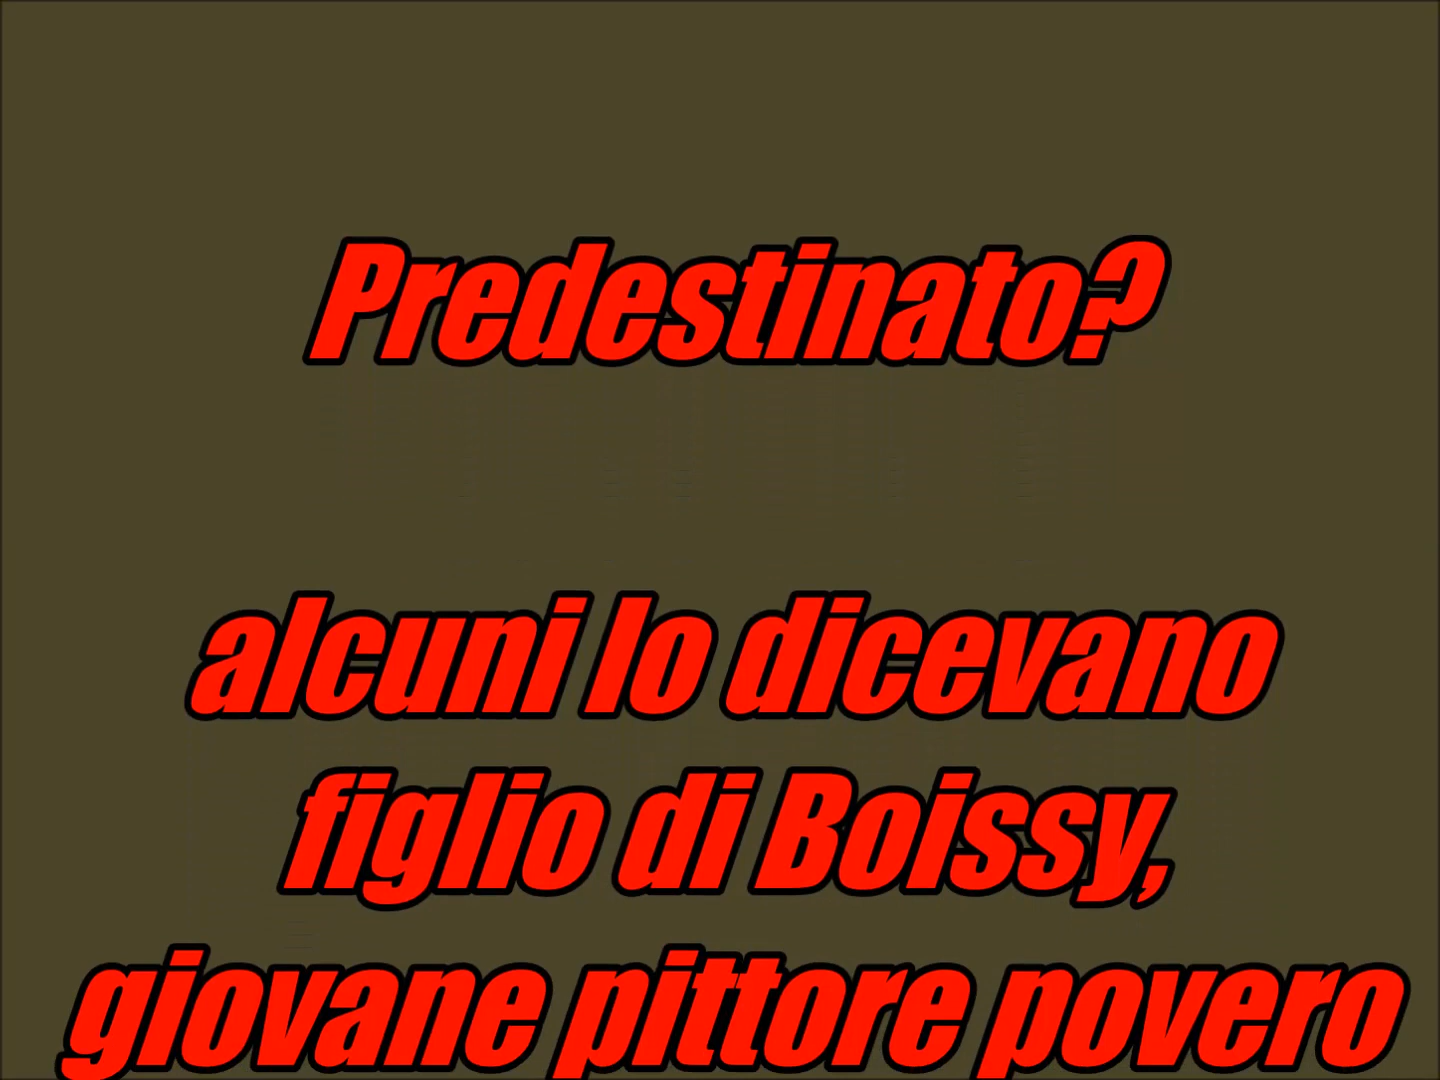 Predestinato?
alcuni lo dicevano
figlio di Boissy,
giovane pittore povero